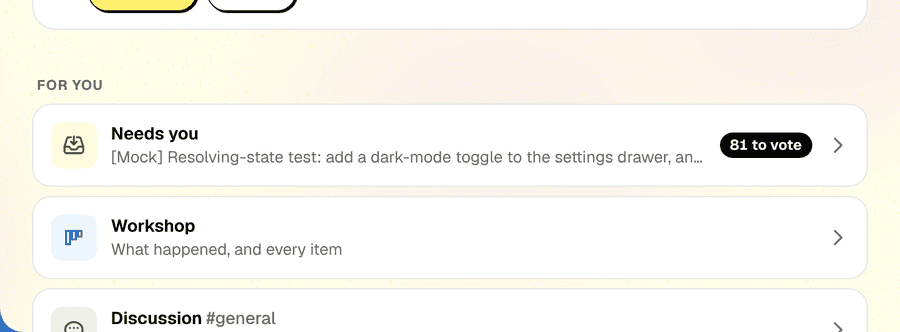 FOR YOU
Needs you
[Mock] Resolving-state test: add a dark-mode toggle to the settings drawer, an…
81 to vote
Workshop
What happened, and every item
Discussion #general